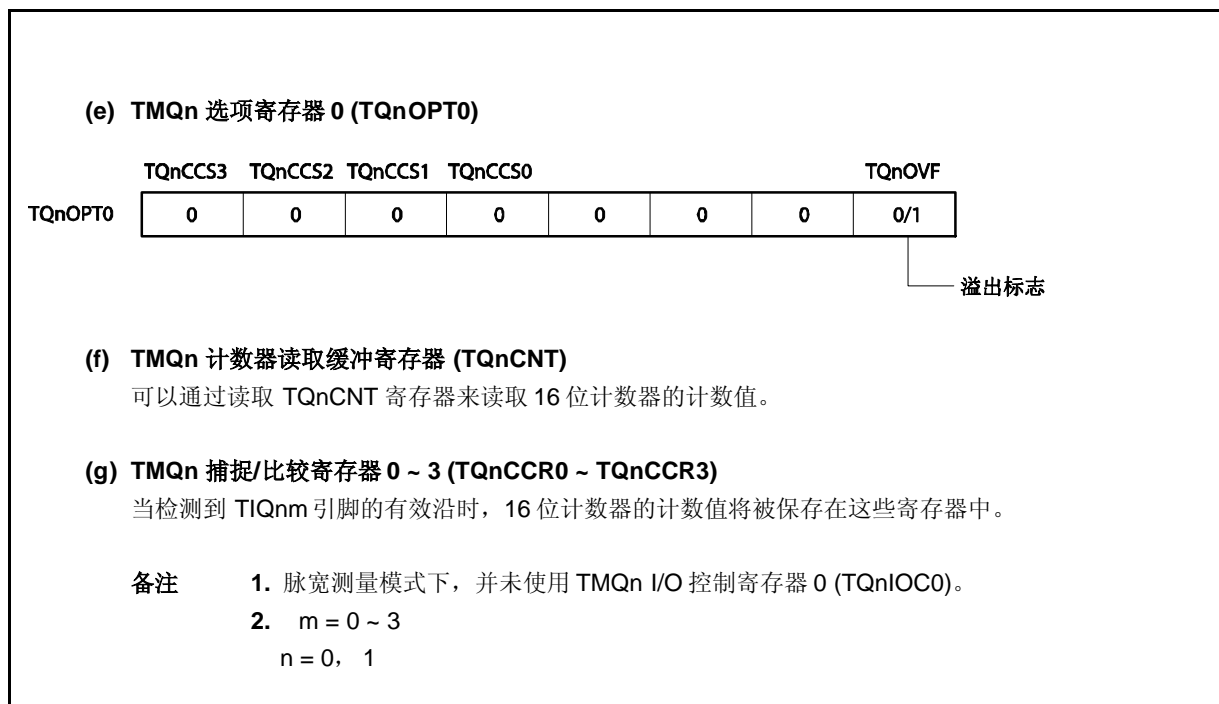 (e) TMQn 选项寄存器 0 (TQnOPT0)
TQnCCS3 TQnCCS2 TQnCCS1 TQnCCS0 TQnOVF
TQnOPT0 0 0 0 0 0 0 0 0/1
溢出标志
(f) TMQn 计数器读取缓冲寄存器 (TQnCNT)
可以通过读取 TQnCNT 寄存器来读取 16 位计数器的计数值。
(g) TMQn 捕捉/比较寄存器 0 ~ 3 (TQnCCR0 ~ TQnCCR3)
当检测到 TIQnm 引脚的有效沿时，16 位计数器的计数值将被保存在这些寄存器中。
备注 1. 脉宽测量模式下，并未使用 TMQn I/O 控制寄存器 0 (TQnIOC0)。
2. m = 0 ~ 3
n = 0， 1